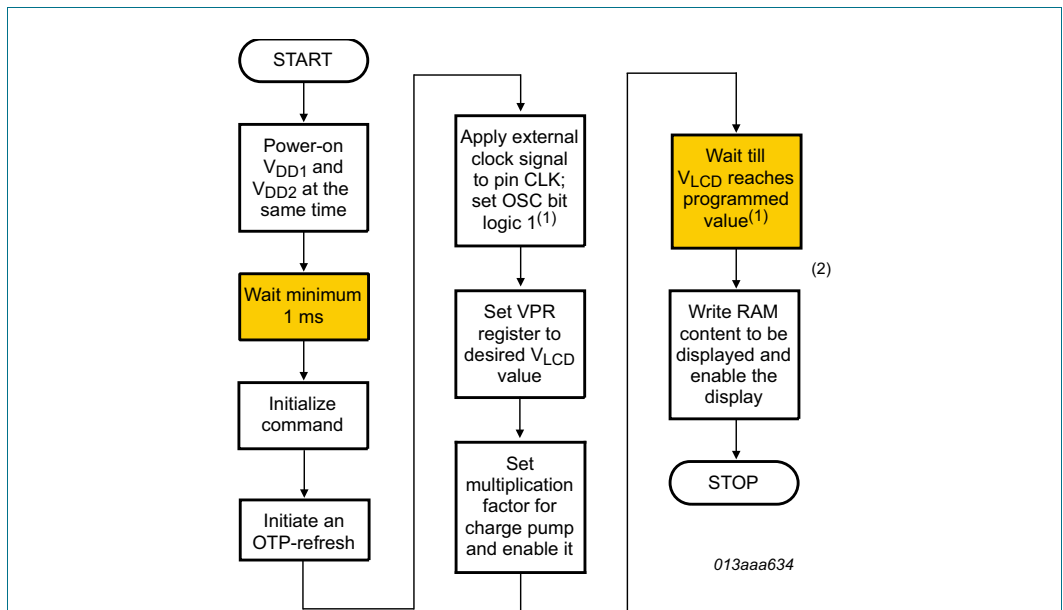 START
Power-on
VDD1 and
VDD2 at the
same time
Wait minimum
1 ms
Initialize
command
Initiate an
OTP-refresh
Apply external
clock signal
to pin CLK;
set OSC bit
logic 1(1)
Set VPR
register to
desired VLCD
value
Set
multiplication
factor for
charge pump
and enable it
Wait till
VLCD reaches
programmed
value(1)
(2)
Write RAM
content to be
displayed and
enable the
display
STOP
013aaa634